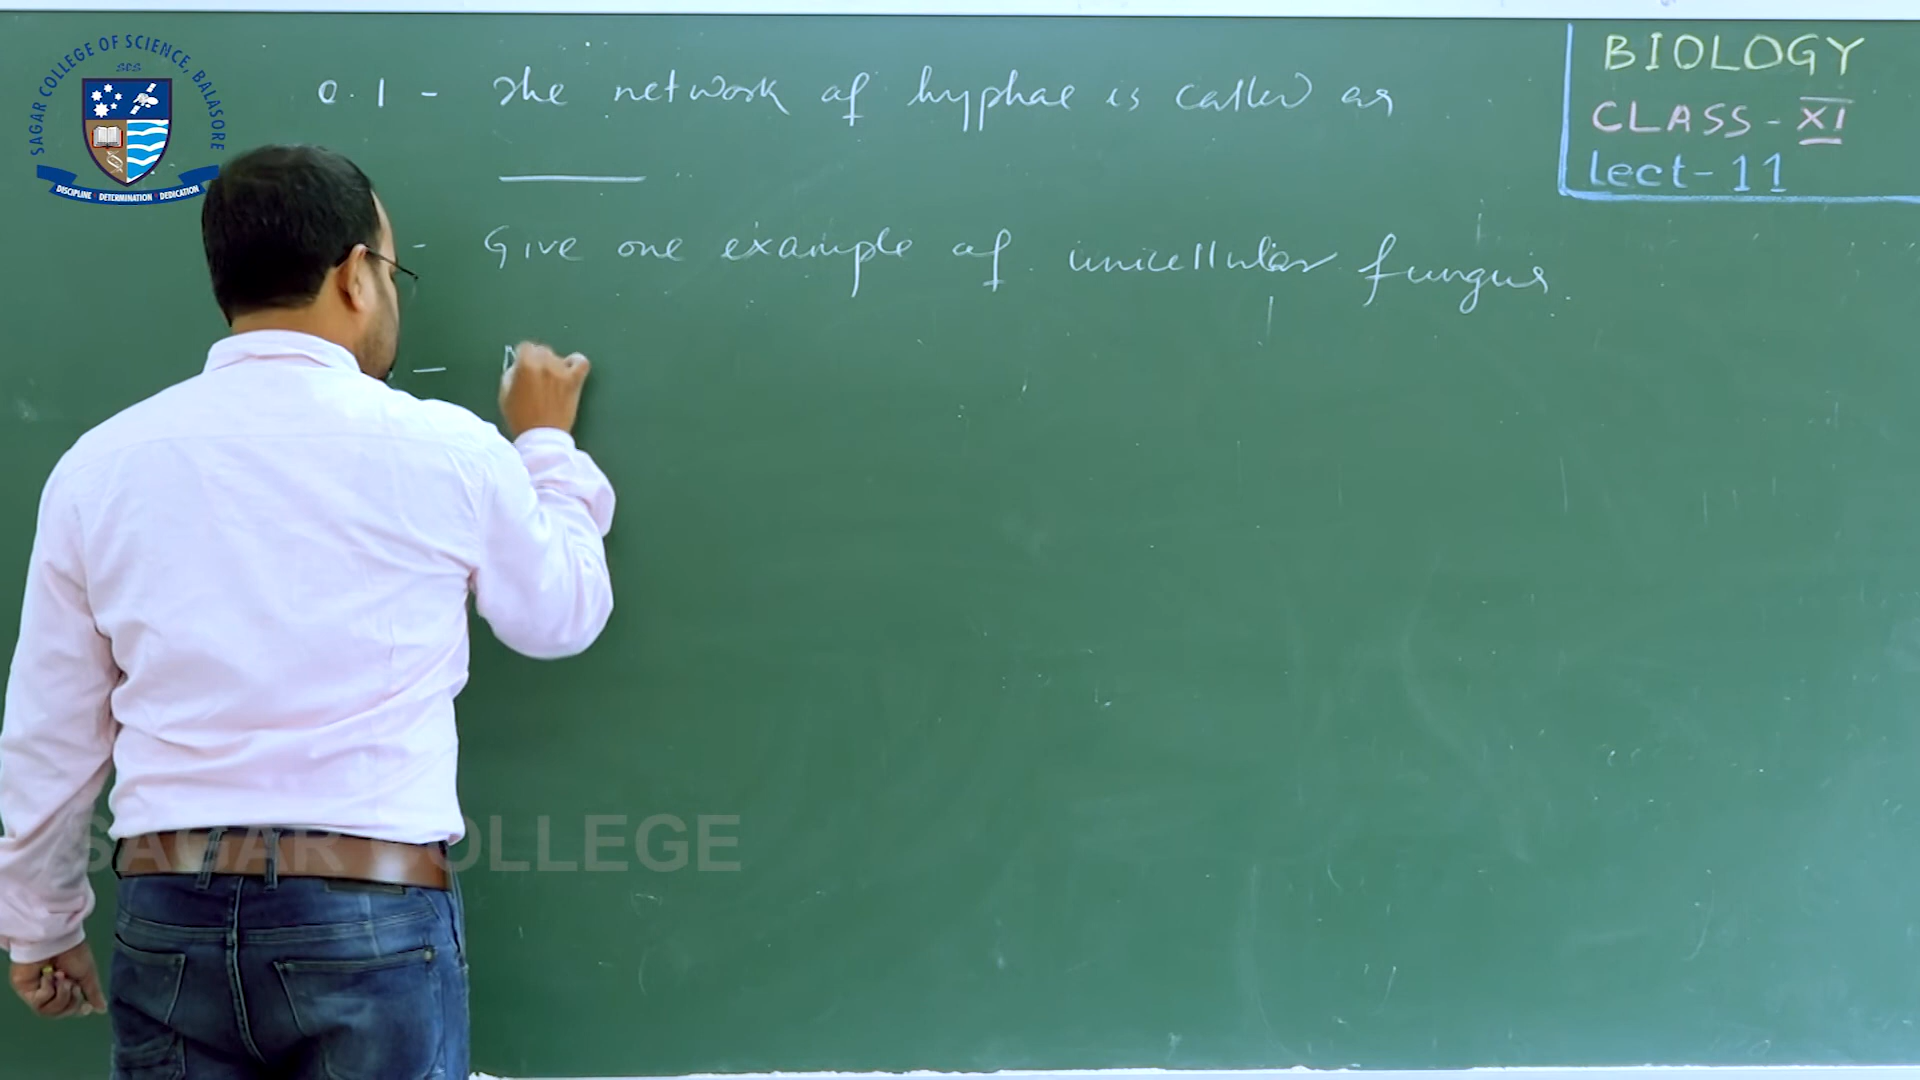 SAGAR COLLEGE OF SCIENCE, BALASORE
SCS
DISCIPLINE DETERMINATION DEDICATION
BIOLOGY
CLASS - XI
Lect - 11
Q. 1 - The network of hyphae is called as
- Give one example of unicellular fungus.
-
SAGAR COLLEGE